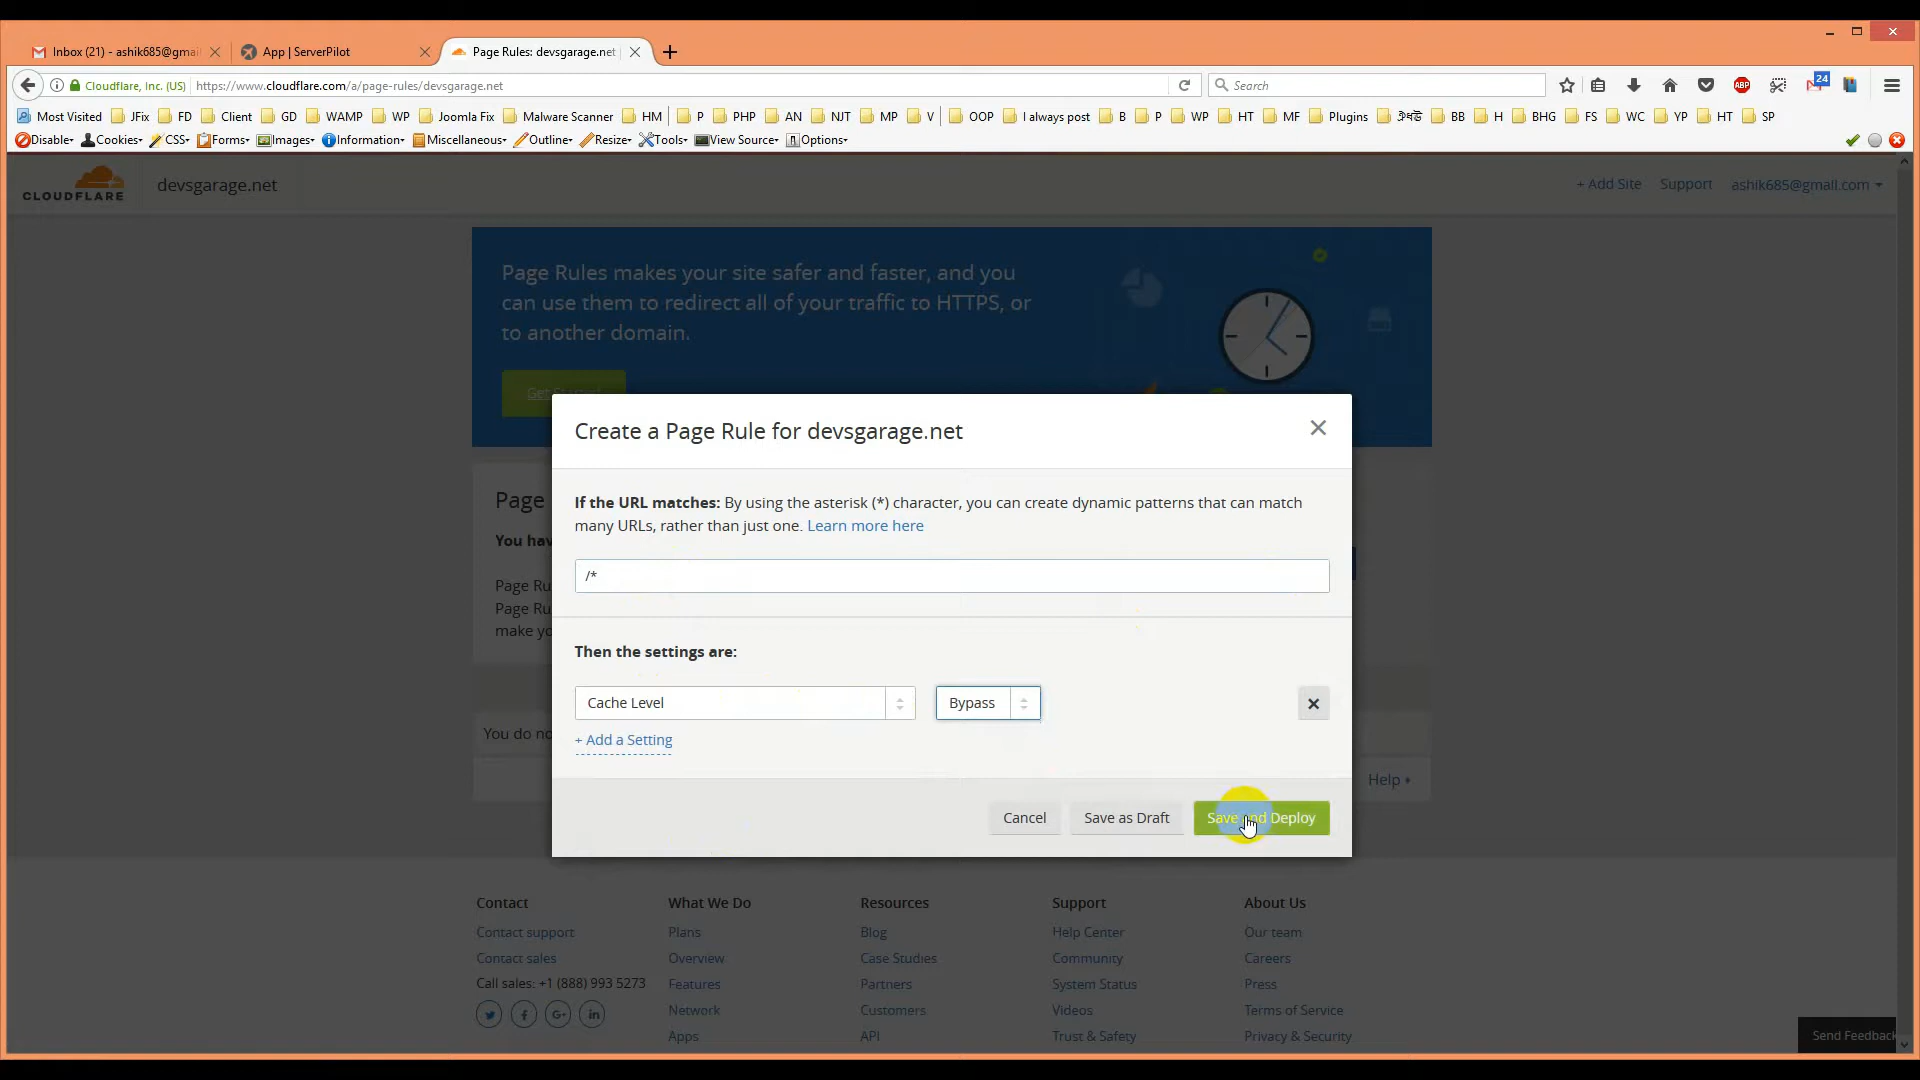 Inbox (21) - ashik685@gmai
App | ServerPilot
Page Rules: devsgarage.net
Cloudflare, Inc. (US)
https://www.cloudflare.com/a/page-rules/devsgarage.net
Search
24
Most Visited JFix FD Client GD WAMP WP Joomla Fix Malware Scanner HM P PHP AN NJT MP V OOP I always post B P WP HT MF Plugins BB H BHG FS WC YP HT SP
Disable Cookies CSS Forms Images Information Miscellaneous Outline Resize Tools View Source Options
CLOUDFLARE
devsgarage.net
+ Add Site Support ashik685@gmail.com
Page Rules makes your site safer and faster, and you
can use them to redirect all of your traffic to HTTPS, or
to another domain.
Create a Page Rule for devsgarage.net
If the URL matches: By using the asterisk (*) character, you can create dynamic patterns that can match
many URLs, rather than just one. Learn more here
/*
Page
You hav
Page Ru
Page Ru
make yo
Then the settings are:
Cache Level
Bypass
+ Add a Setting
You do no
Help
Cancel
Save as Draft
Save and Deploy
Contact
Contact support
Contact sales
Call sales: +1 (888) 993 5273
What We Do
Plans
Overview
Features
Network
Apps
Resources
Blog
Case Studies
Partners
Customers
API
Support
Help Center
Community
System Status
Videos
Trust & Safety
About Us
Our team
Careers
Press
Terms of Service
Privacy & Security
Send Feedback